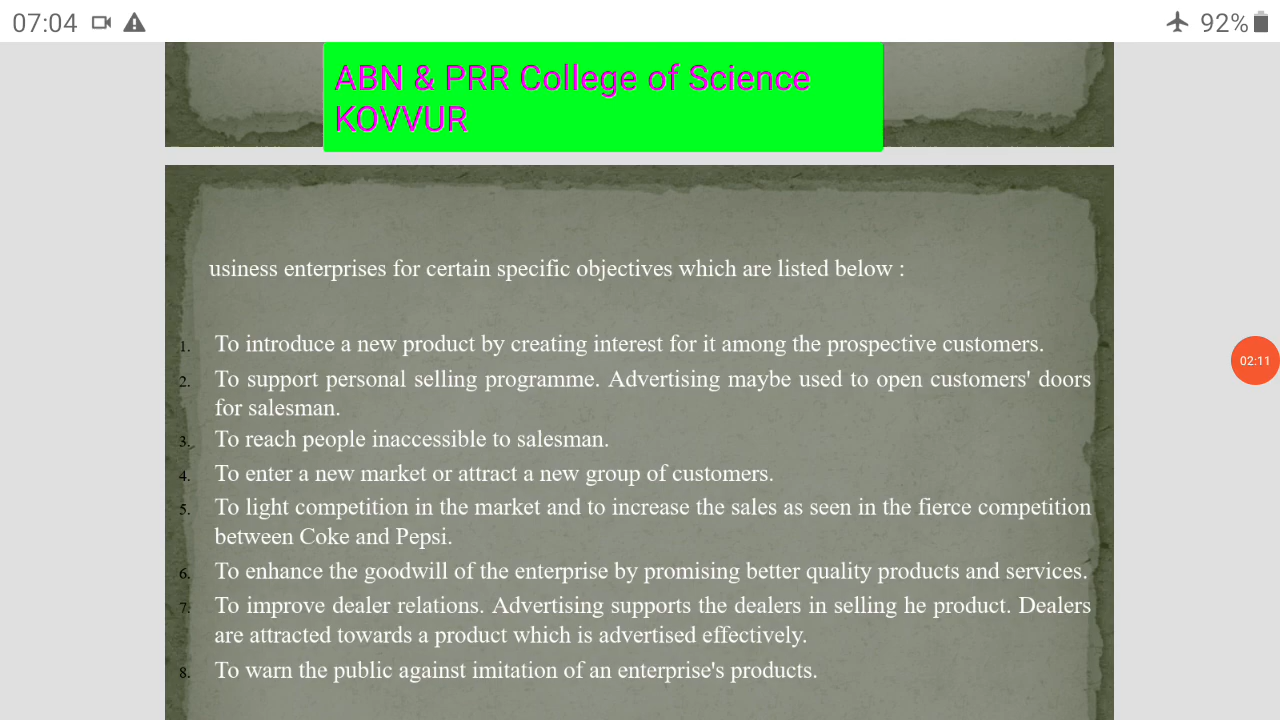 07:04
92%
ABN & PRR College of Science
KOVVUR
usiness enterprises for certain specific objectives which are listed below :
1. To introduce a new product by creating interest for it among the prospective customers.
2. To support personal selling programme. Advertising maybe used to open customers' doors
for salesman.
3. To reach people inaccessible to salesman.
4. To enter a new market or attract a new group of customers.
5. To light competition in the market and to increase the sales as seen in the fierce competition
between Coke and Pepsi.
02:11
6. To enhance the goodwill of the enterprise by promising better quality products and services.
7. To improve dealer relations. Advertising supports the dealers in selling he product. Dealers
are attracted towards a product which is advertised effectively.
8. To warn the public against imitation of an enterprise's products.